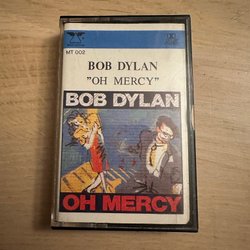 MT 002
BOB DYLAN
"OH MERCY"
BOB DYLAN
OH MERCY